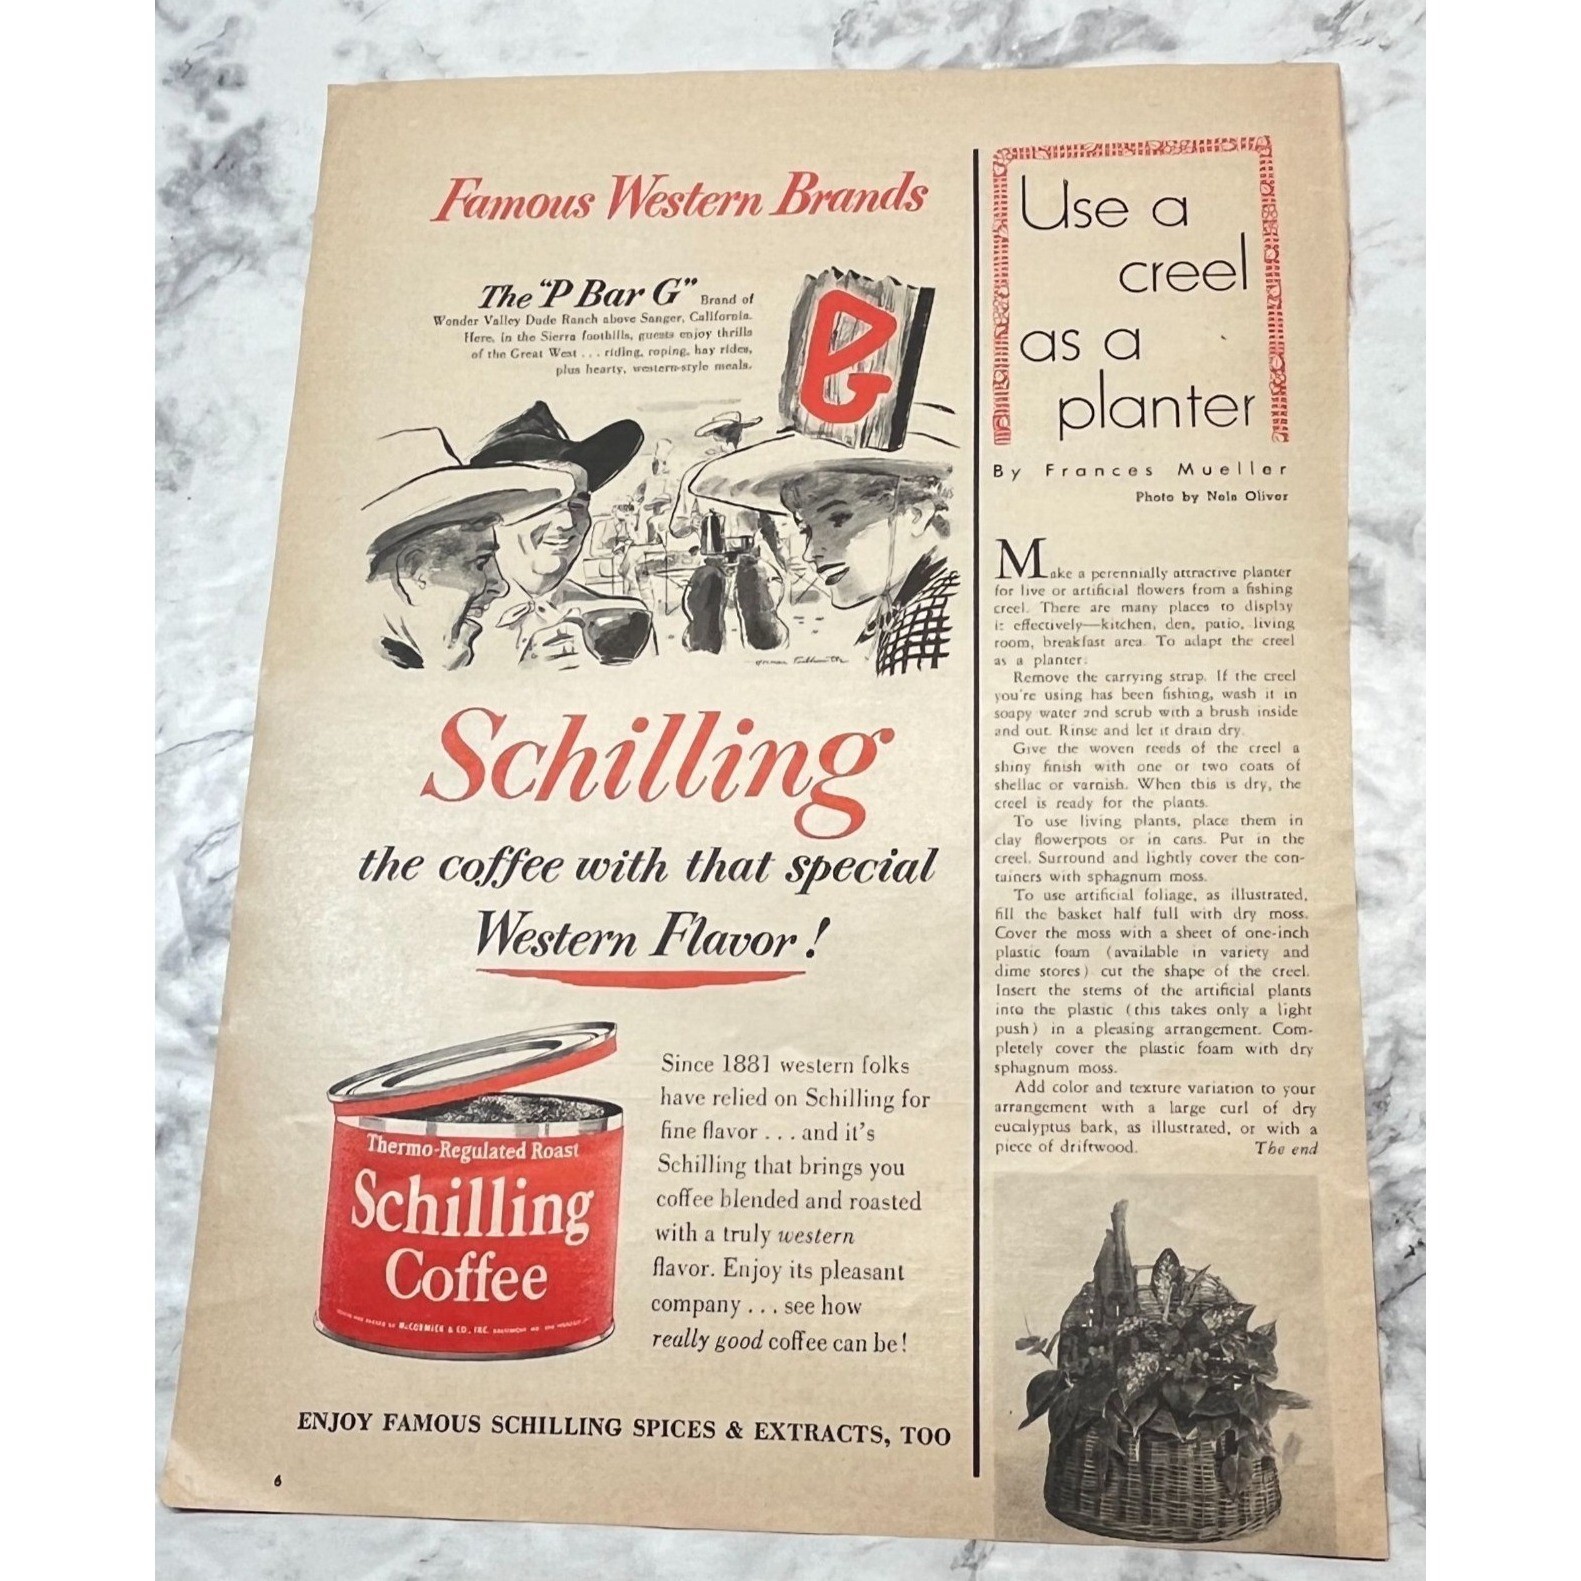 Famous Western Brands
The "P Bar G" Brand of
Wonder Valley Dude Ranch above Sanger, California.
Here, in the Sierra foothills, guests enjoy thrills
of the Great West . . . riding, roping, hay rides,
plus hearty, western-style meals.
Schilling
the coffee with that special
Western Flavor!
Thermo-Regulated Roast
Schilling
Coffee
McCORMICK & CO., INC.
Since 1881 western folks
have relied on Schilling for
fine flavor . . . and it's
Schilling that brings you
coffee blended and roasted
with a truly western
flavor. Enjoy its pleasant
company . . . see how
really good coffee can be!
ENJOY FAMOUS SCHILLING SPICES & EXTRACTS, TOO
6
Use a
creel
as a
planter
By Frances Mueller
Photo by Nela Oliver
Make a perennially attractive planter
for live or artificial flowers from a fishing
creel. There are many places to display
it effectively—kitchen, den, patio, living
room, breakfast area. To adapt the creel
as a planter:
Remove the carrying strap. If the creel
you're using has been fishing, wash it in
soapy water and scrub with a brush inside
and out. Rinse and let it drain dry.
Give the woven reeds of the creel a
shiny finish with one or two coats of
shellac or varnish. When this is dry, the
creel is ready for the plants.
To use living plants, place them in
clay flowerpots or in cans. Put in the
creel. Surround and lightly cover the con-
tainers with sphagnum moss.
To use artificial foliage, as illustrated,
fill the basket half full with dry moss.
Cover the moss with a sheet of one-inch
plastic foam (available in variety and
dime stores) cut the shape of the creel.
Insert the stems of the artificial plants
into the plastic (this takes only a light
push) in a pleasing arrangement. Com-
pletely cover the plastic foam with dry
sphagnum moss.
Add color and texture variation to your
arrangement with a large curl of dry
eucalyptus bark, as illustrated, or with a
piece of driftwood. The end